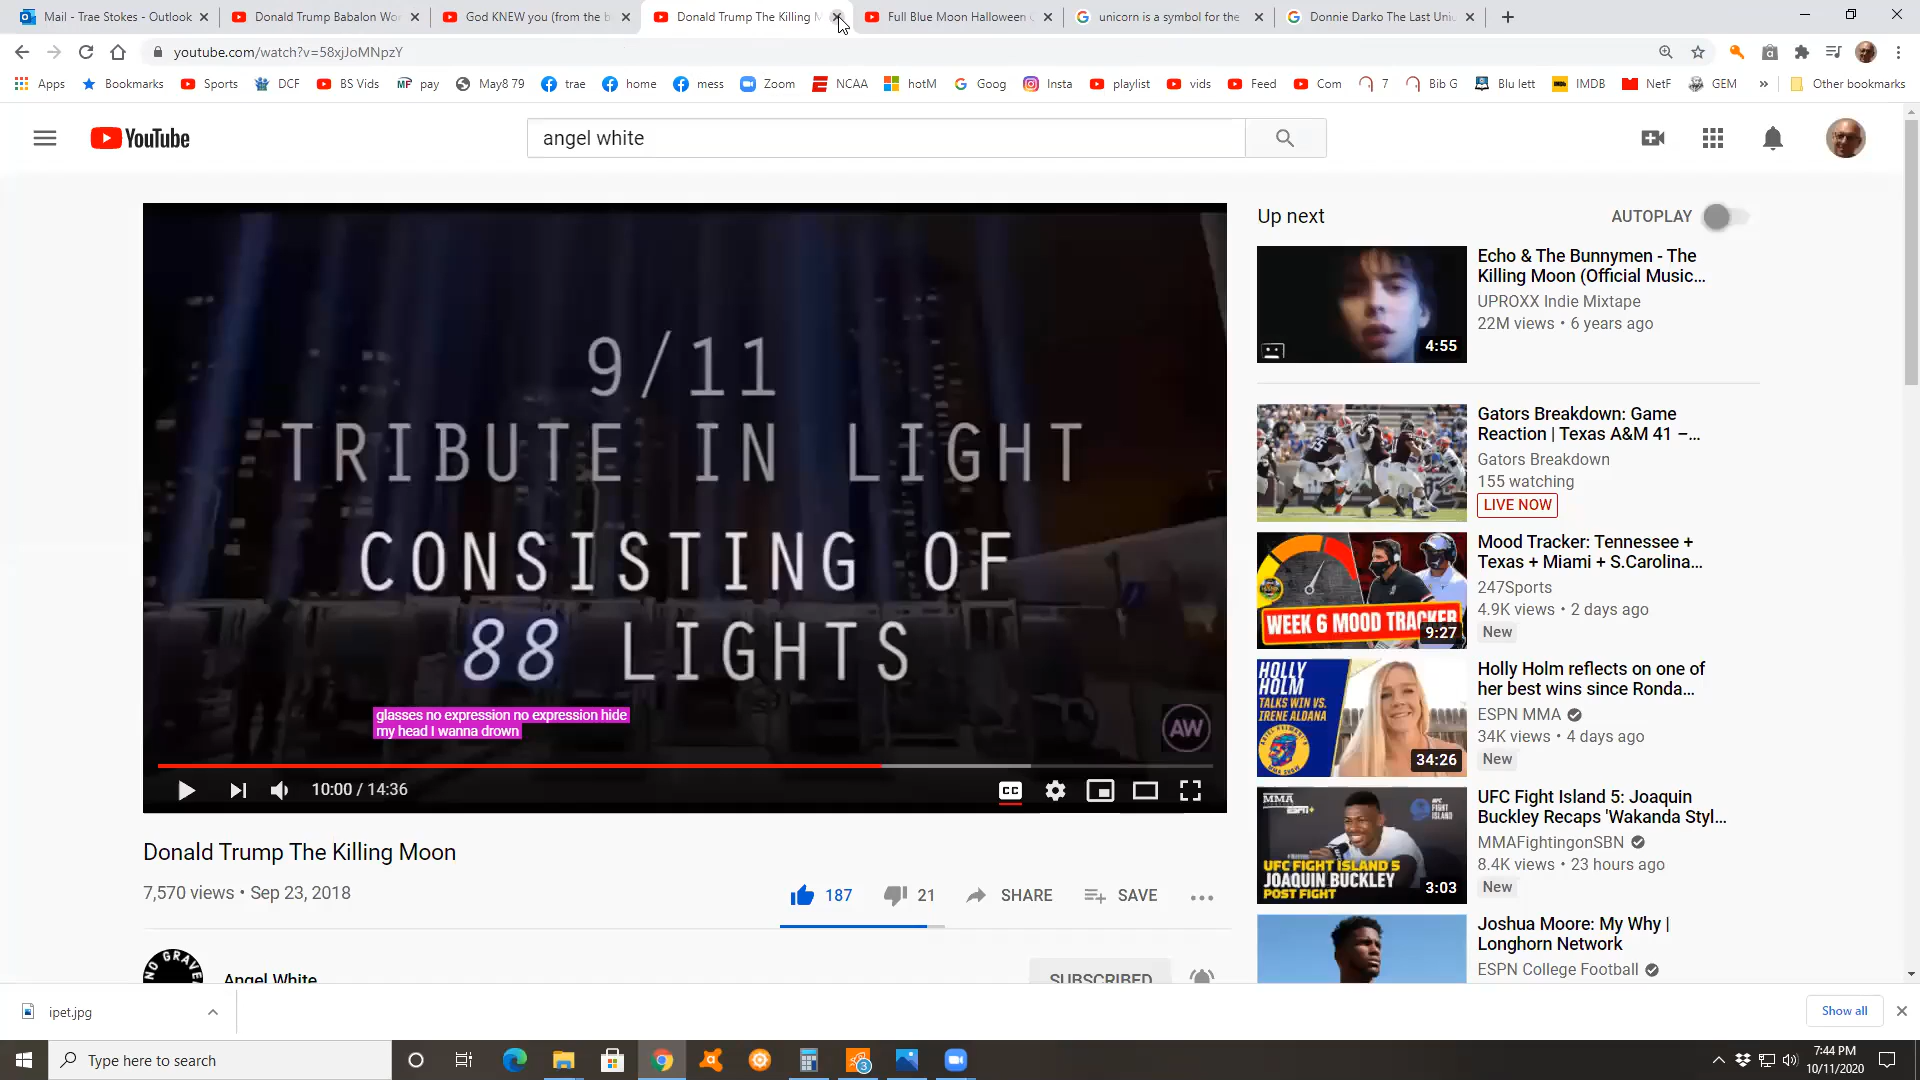 Mail - Trae Stokes - Outlook
Donald Trump Babalon Wo
God KNEW you (from the b
Donald Trump The Killing M
Full Blue Moon Halloween
unicorn is a symbol for the
Donnie Darko The Last Uni
youtube.com/watch?v=58xjJoMNpzY
Apps
Bookmarks
Sports
DCF
BS Vids
pay
May8 79
trae
home
mess
Zoom
NCAA
hotM
Goog
Insta
playlist
vids
Feed
Com
7
Bib G
Blu lett
IMDB
NetF
GEM
»
Other bookmarks
YouTube
angel white
9/11
TRIBUTE IN LIGHT
CONSISTING OF
88 LIGHTS
glasses no expression no expression hide
my head I wanna drown
AW
10:00 / 14:36
CC
Donald Trump The Killing Moon
7,570 views • Sep 23, 2018
187
21
SHARE
SAVE
NO GRAVE
Angel White
SUBSCRIBED
Up next
AUTOPLAY
4:55
Echo & The Bunnymen - The
Killing Moon (Official Music...
UPROXX Indie Mixtape
22M views • 6 years ago
Gators Breakdown: Game
Reaction | Texas A&M 41 –...
Gators Breakdown
155 watching
LIVE NOW
WEEK 6 MOOD TRACKER
9:27
Mood Tracker: Tennessee +
Texas + Miami + S.Carolina...
247Sports
4.9K views • 2 days ago
New
HOLLY
HOLM
TALKS WIN VS.
IRENE ALDANA
34:26
Holly Holm reflects on one of
her best wins since Ronda...
ESPN MMA
34K views • 4 days ago
New
MMA
UFC FIGHT ISLAND 5
JOAQUIN BUCKLEY
POST FIGHT
3:03
UFC Fight Island 5: Joaquin
Buckley Recaps 'Wakanda Styl...
MMAFightingonSBN
8.4K views • 23 hours ago
New
Joshua Moore: My Why |
Longhorn Network
ESPN College Football
ipet.jpg
Show all
Type here to search
3
7:44 PM
10/11/2020